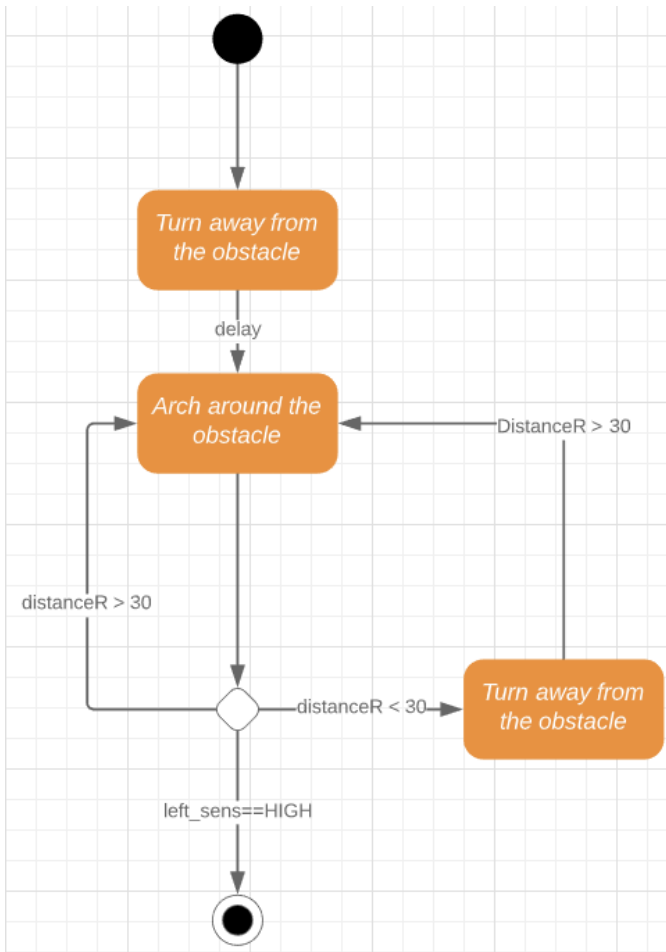 Turn away from
the obstacle
delay
Arch around the
obstacle
DistanceR > 30
distanceR > 30
Turn away from
the obstacle
distanceR < 30
left_sens==HIGH